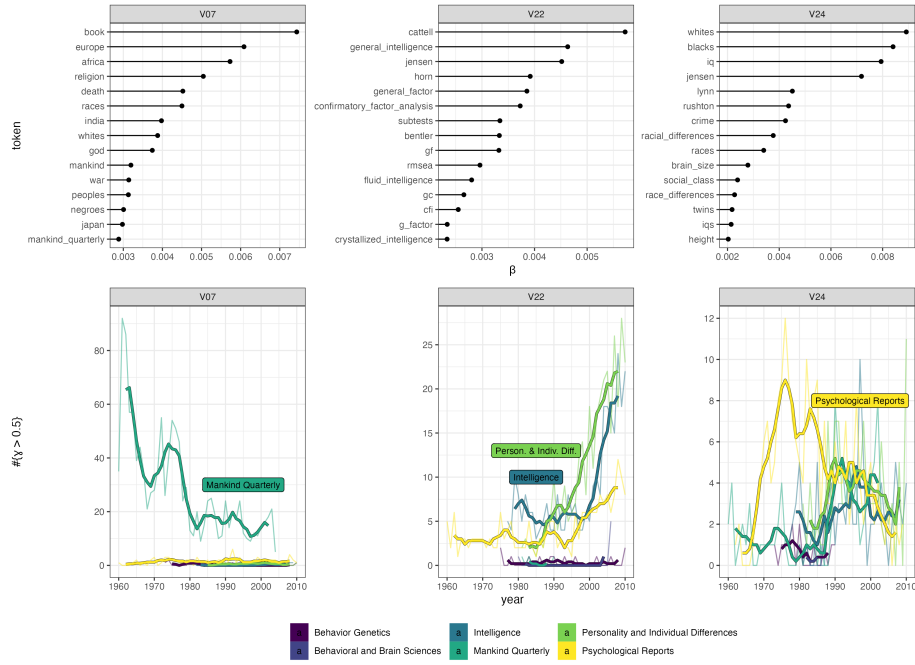 V07
V22
V24
book
europe
africa
religion
death
races
india
whites
god
mankind
war
peoples
negroes
japan
mankind_quarterly
token
0.003 0.004 0.005 0.006 0.007
cattell
general_intelligence
jensen
horn
general_factor
confirmatory_factor_analysis
subtests
bentler
gf
rmsea
fluid_intelligence
gc
cfi
g_factor
crystallized_intelligence
0.003 0.004 0.005
whites
blacks
iq
jensen
lynn
rushton
crime
racial_differences
races
brain_size
social_class
race_differences
twins
iqs
height
0.002 0.004 0.006 0.008
β
V07
V22
V24
#{γ > 0.5}
80
60
40
20
0
Mankind Quarterly
1960 1970 1980 1990 2000 2010
25
20
15
10
5
0
Person. & Indiv. Diff.
Intelligence
1960 1970 1980 1990 2000 2010
12
10
8
6
4
2
0
Psychological Reports
1960 1970 1980 1990 2000 2010
year
a Behavior Genetics
a Intelligence
a Personality and Individual Differences
a Behavioral and Brain Sciences
a Mankind Quarterly
a Psychological Reports